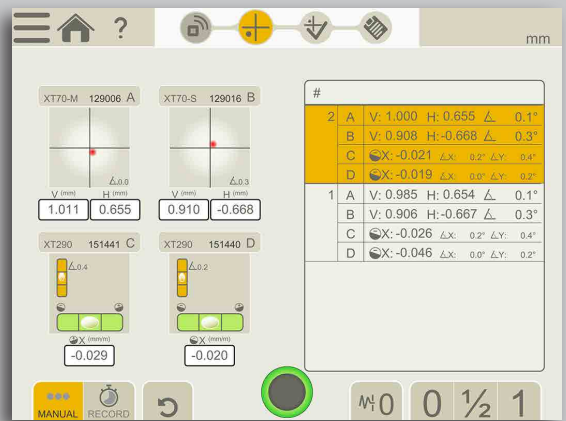 ?
mm
XT70-M 129006 A
XT70-S 129016 B
∠0.0
∠0.3
V (mm) H (mm)
1.011 0.655
V (mm) H (mm)
0.910 -0.668
XT290 151441 C
XT290 151440 D
∠0.4
∠0.2
X (mm/m)
-0.029
X (mm/m)
-0.020
#
2 A V: 1.000 H: 0.655 ∠ 0.1°
B V: 0.908 H:-0.668 ∠ 0.3°
C X: -0.021 ∠X: 0.2° ∠Y: 0.4°
D X: -0.019 ∠X: 0.0° ∠Y: 0.2°
1 A V: 0.985 H: 0.654 ∠ 0.1°
B V: 0.906 H:-0.667 ∠ 0.3°
C X: -0.026 ∠X: 0.2° ∠Y: 0.4°
D X: -0.046 ∠X: 0.0° ∠Y: 0.2°
MANUAL RECORD
0 0 ½ 1